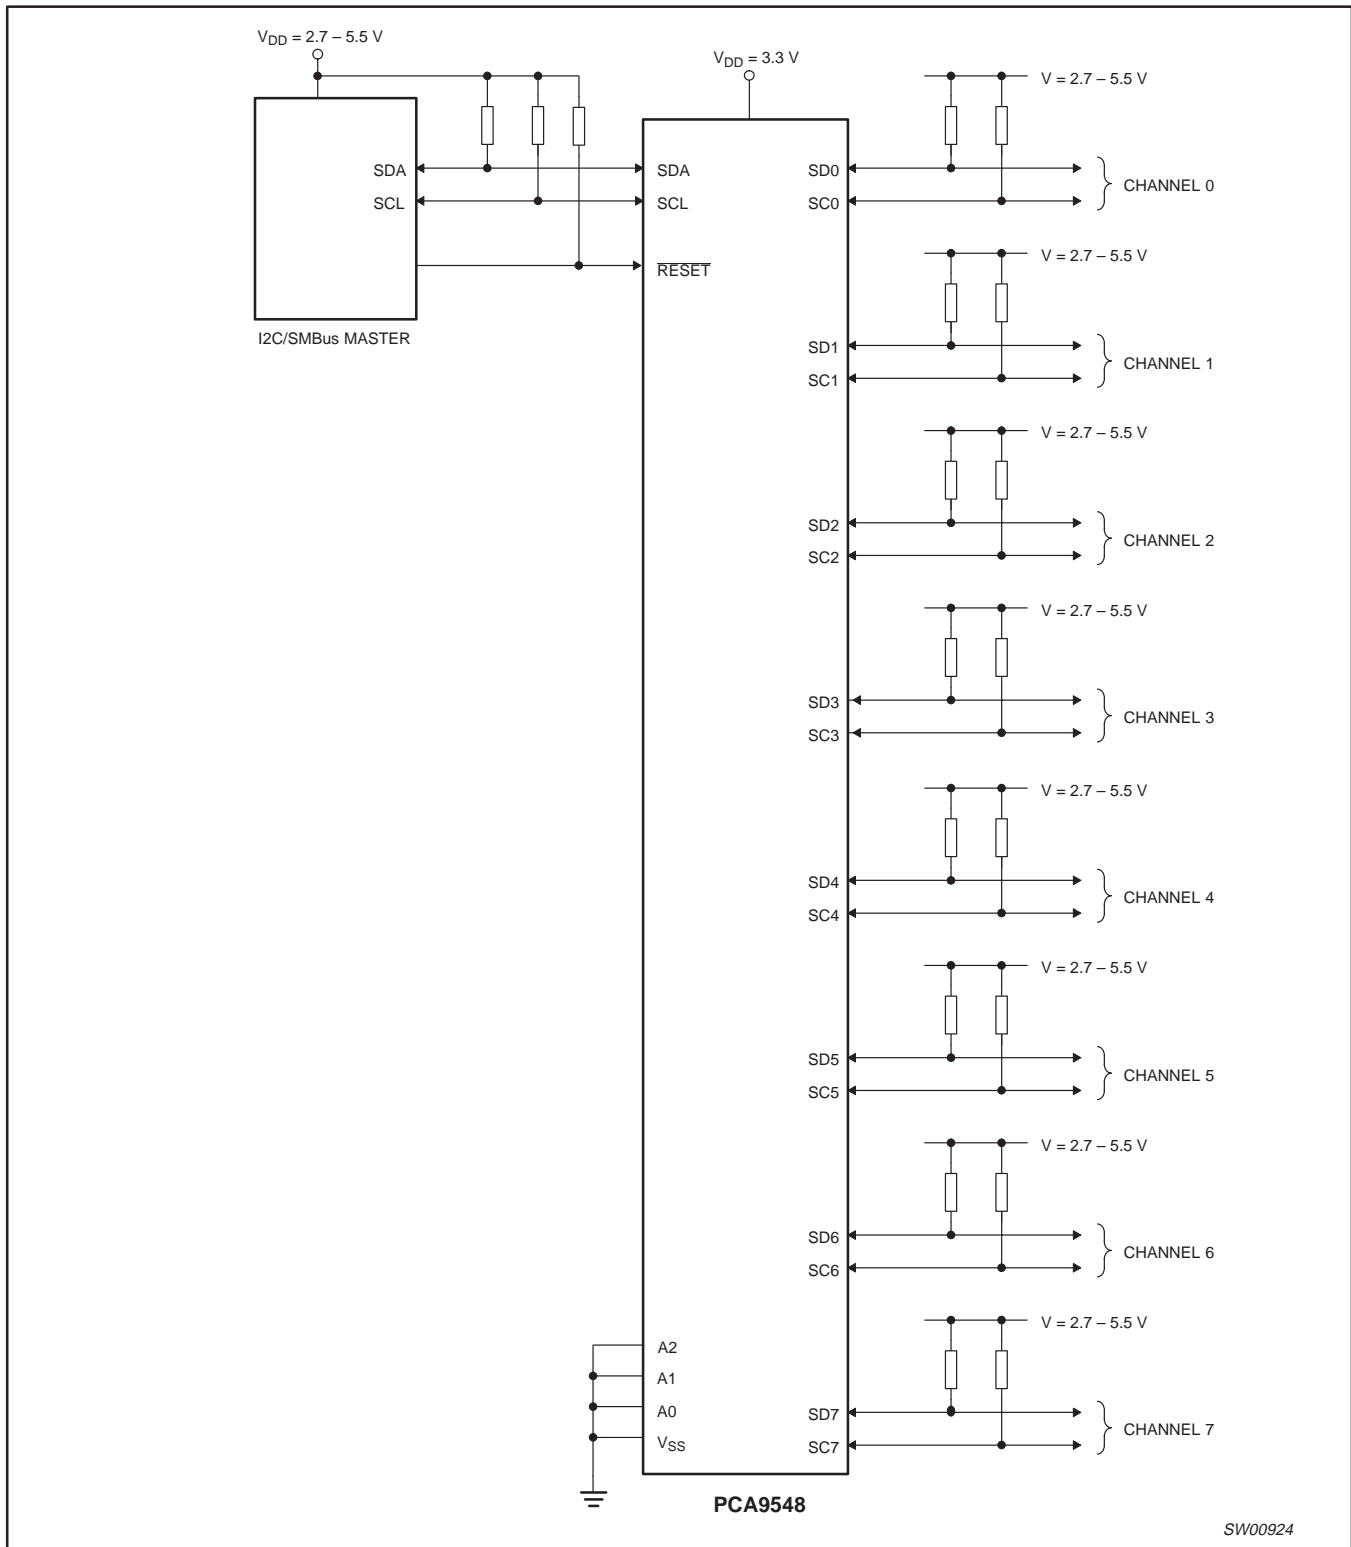 VDD = 2.7 – 5.5 V
VDD = 3.3 V
V = 2.7 – 5.5 V
SDA
SDA
SD0
CHANNEL 0
SCL
SCL
SC0
V = 2.7 – 5.5 V
RESET
I2C/SMBus MASTER
SD1
CHANNEL 1
SC1
V = 2.7 – 5.5 V
SD2
CHANNEL 2
SC2
V = 2.7 – 5.5 V
SD3
CHANNEL 3
SC3
V = 2.7 – 5.5 V
SD4
CHANNEL 4
SC4
V = 2.7 – 5.5 V
SD5
CHANNEL 5
SC5
V = 2.7 – 5.5 V
SD6
CHANNEL 6
SC6
V = 2.7 – 5.5 V
A2
A1
A0
SD7
CHANNEL 7
VSS
SC7
PCA9548
SW00924